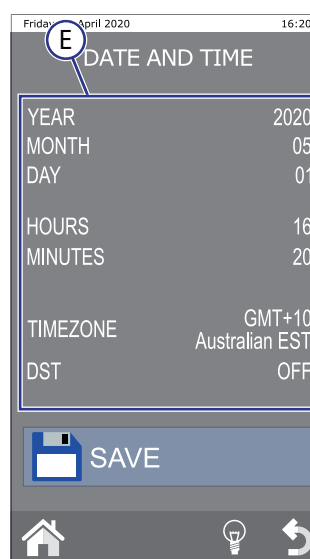 Friday April 2020 16:20
E
DATE AND TIME
YEAR 2020
MONTH 05
DAY 01
HOURS 16
MINUTES 20
TIMEZONE GMT+10
Australian EST
DST OFF
SAVE